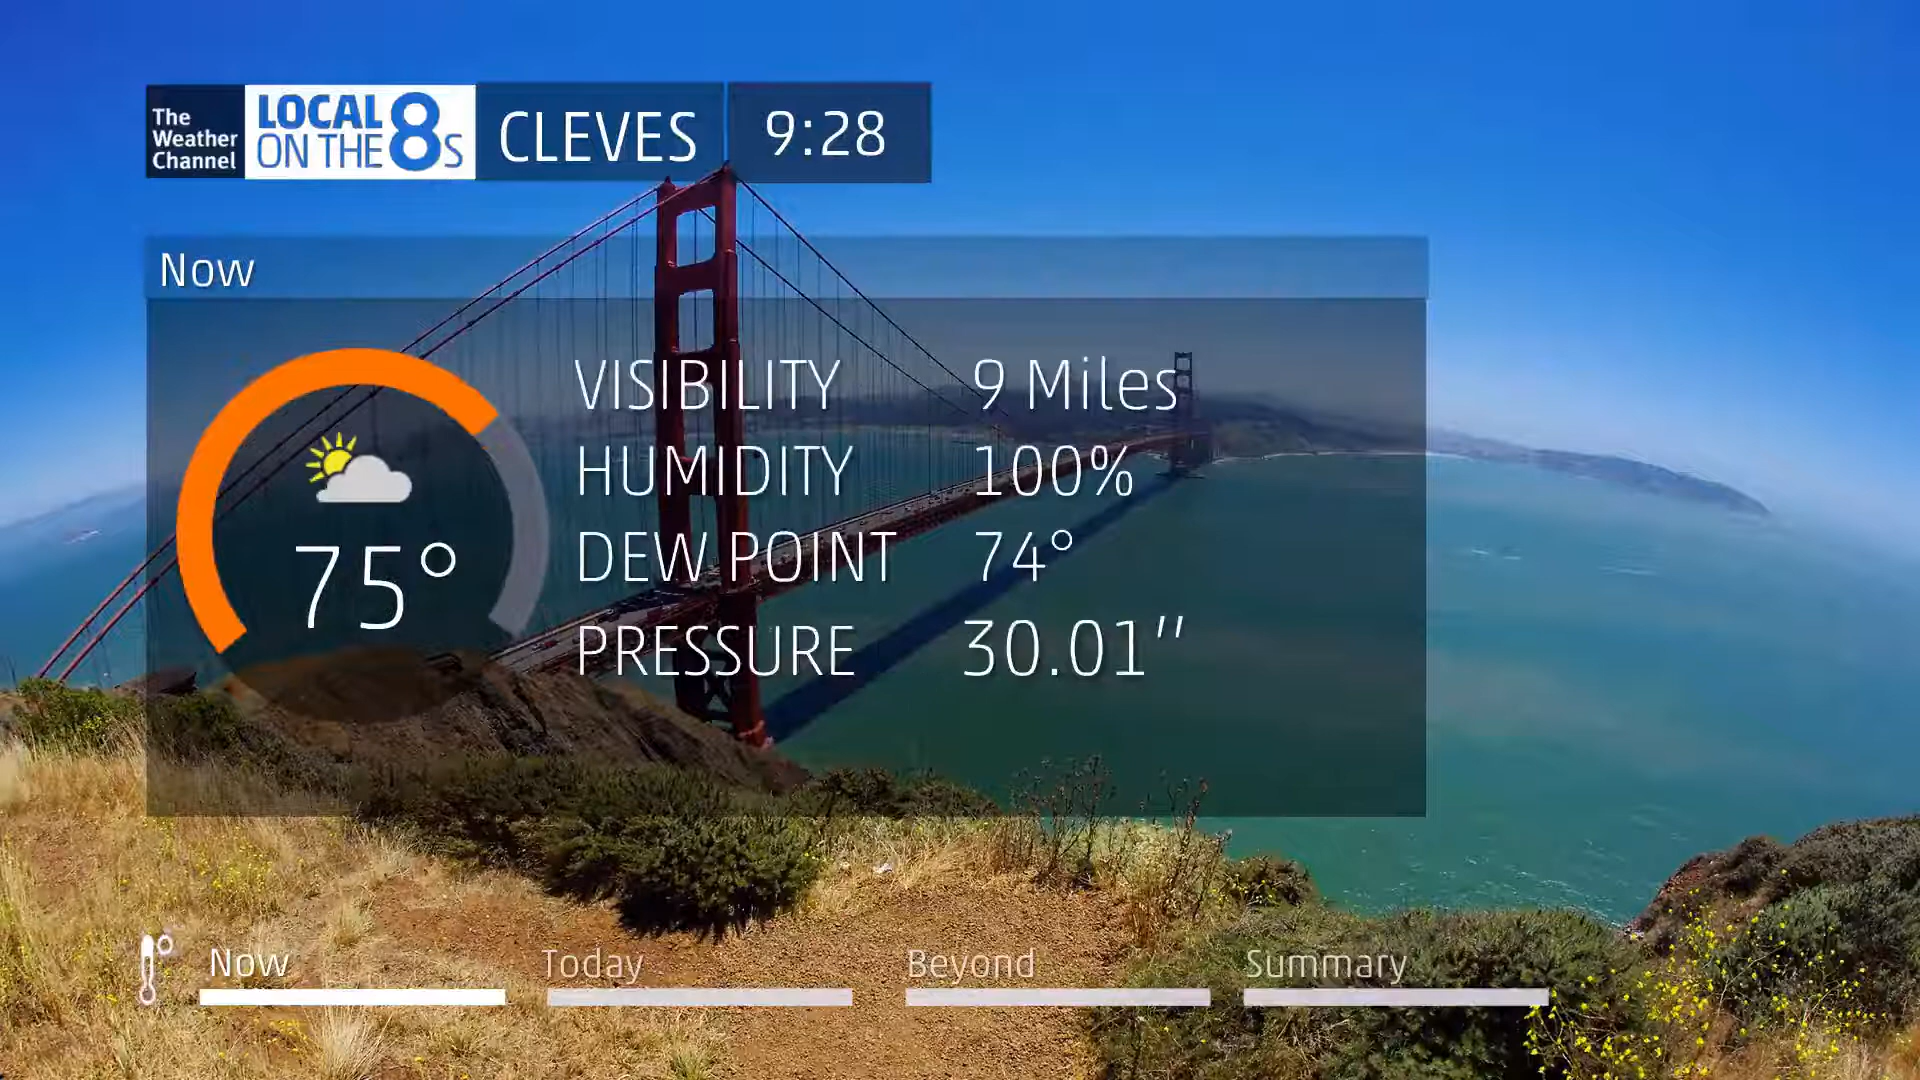 The
Weather
Channel
LOCAL
ON THE 8s
CLEVES
9:28
Now
75°
VISIBILITY 9 Miles
HUMIDITY 100%
DEW POINT 74°
PRESSURE 30.01"
Now
Today
Beyond
Summary